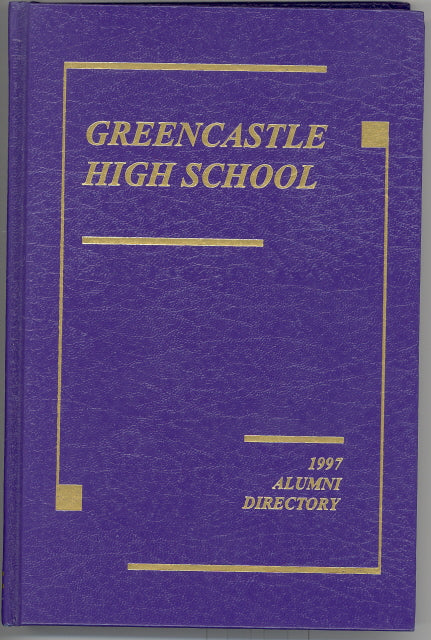 GREENCASTLE
HIGH SCHOOL
1997
ALUMNI
DIRECTORY